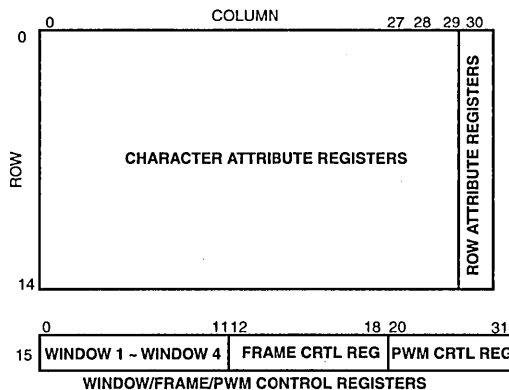 COLUMN
0 27 28 29 30
0
ROW
CHARACTER ATTRIBUTE REGISTERS
ROW ATTRIBUTE REGISTERS
14
0 11 12 18 20 31
15 WINDOW 1 ~ WINDOW 4 FRAME CRTL REG PWM CRTL REG
WINDOW/FRAME/PWM CONTROL REGISTERS